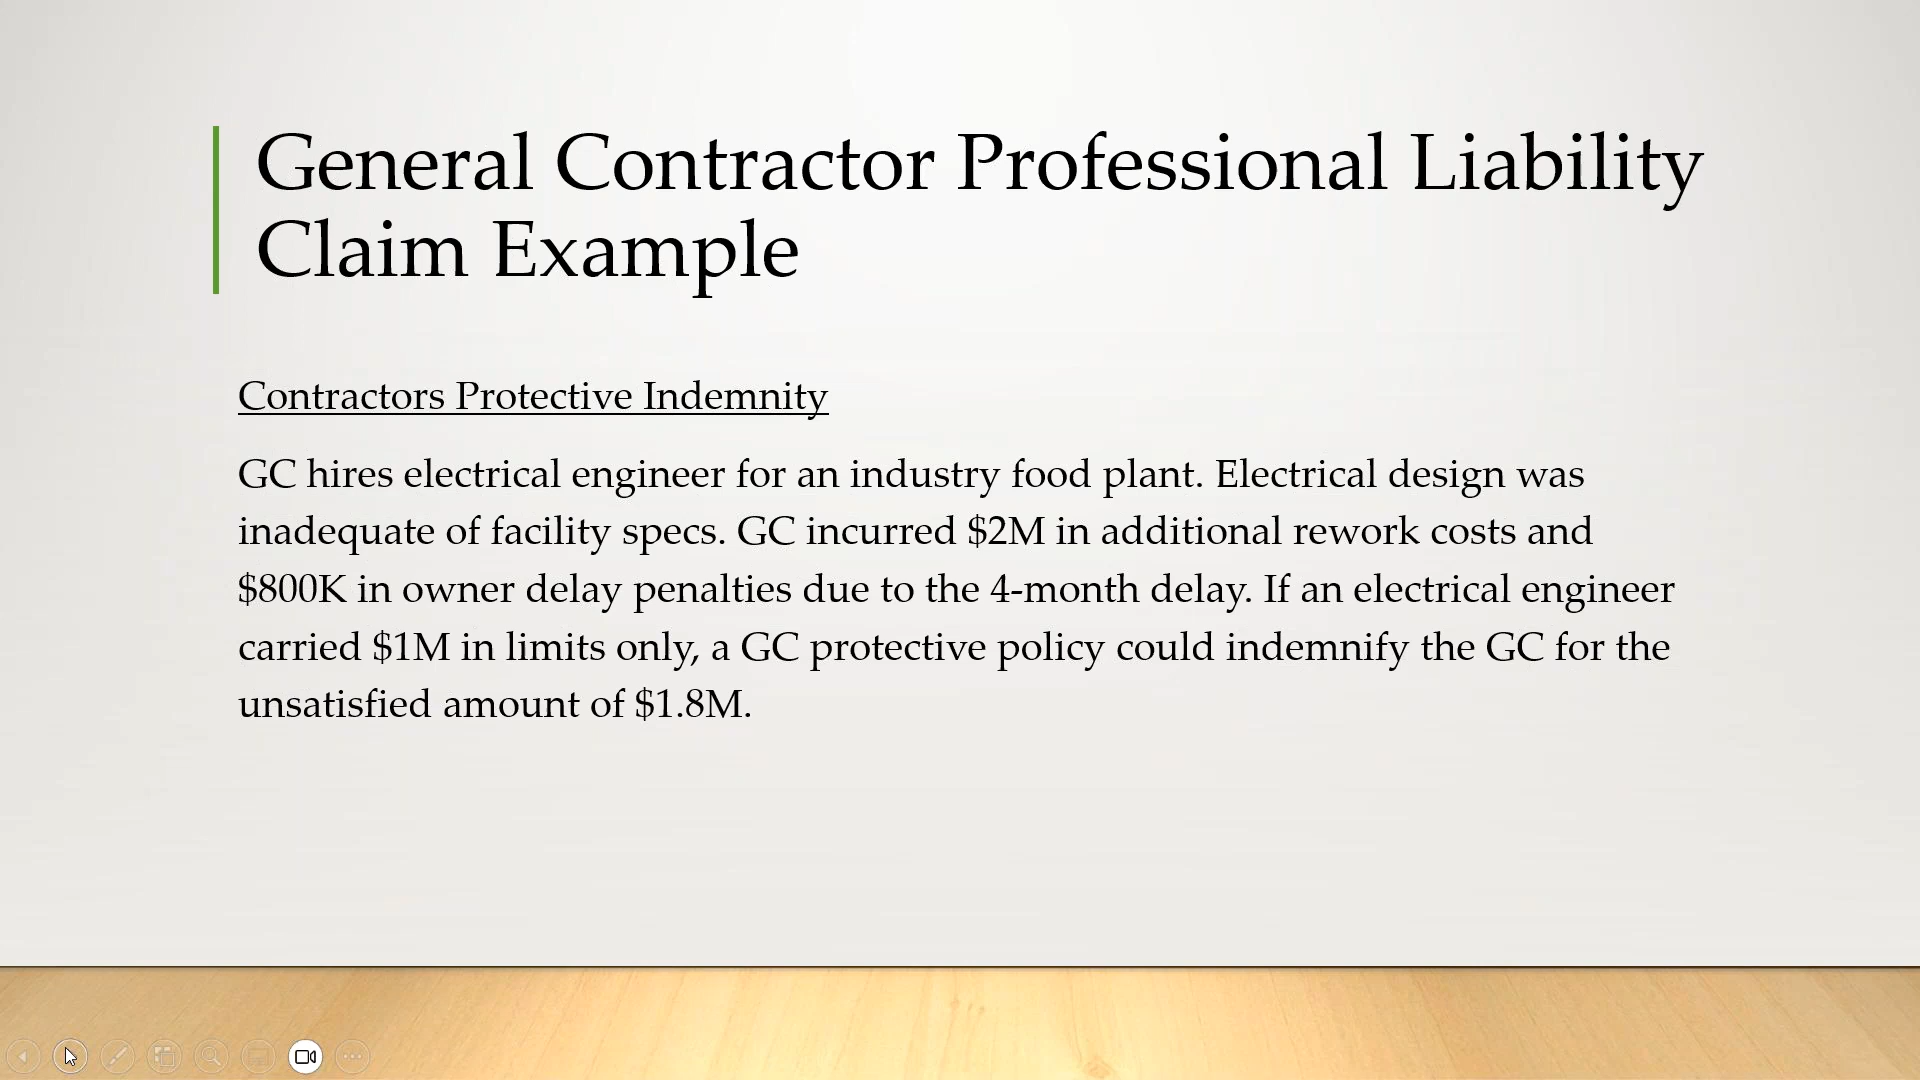 General Contractor Professional Liability
Claim Example
Contractors Protective Indemnity
GC hires electrical engineer for an industry food plant. Electrical design was
inadequate of facility specs. GC incurred $2M in additional rework costs and
$800K in owner delay penalties due to the 4-month delay. If an electrical engineer
carried $1M in limits only, a GC protective policy could indemnify the GC for the
unsatisfied amount of $1.8M.